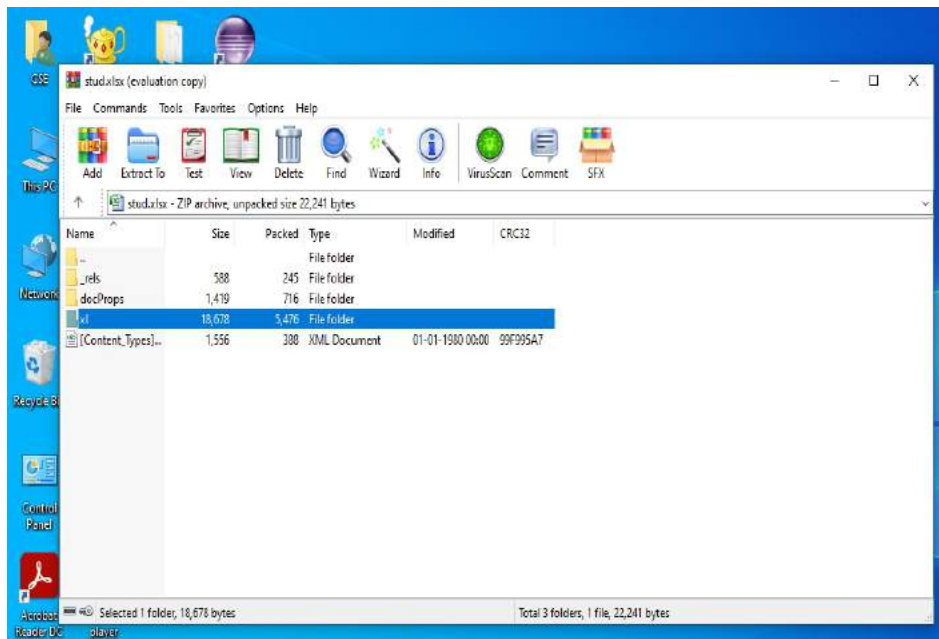 GSE
stud.xlsx (evaluation copy)
File Commands Tools Favorites Options Help
Add Extract To Test View Delete Find Wizard Info VirusScan Comment SFX
This PC
stud.xlsx - ZIP archive, unpacked size 22,241 bytes
Name Size Packed Type Modified CRC32
.. File folder
_rels 588 245 File folder
Network
docProps 1,419 716 File folder
xl 18,678 5,476 File folder
[Content_Types]... 1,556 388 XML Document 01-01-1980 00:00 99F995A7
Recycle Bi
Control
Panel
Selected 1 folder, 18,678 bytes Total 3 folders, 1 file, 22,241 bytes
Acrobat
Reader DC player